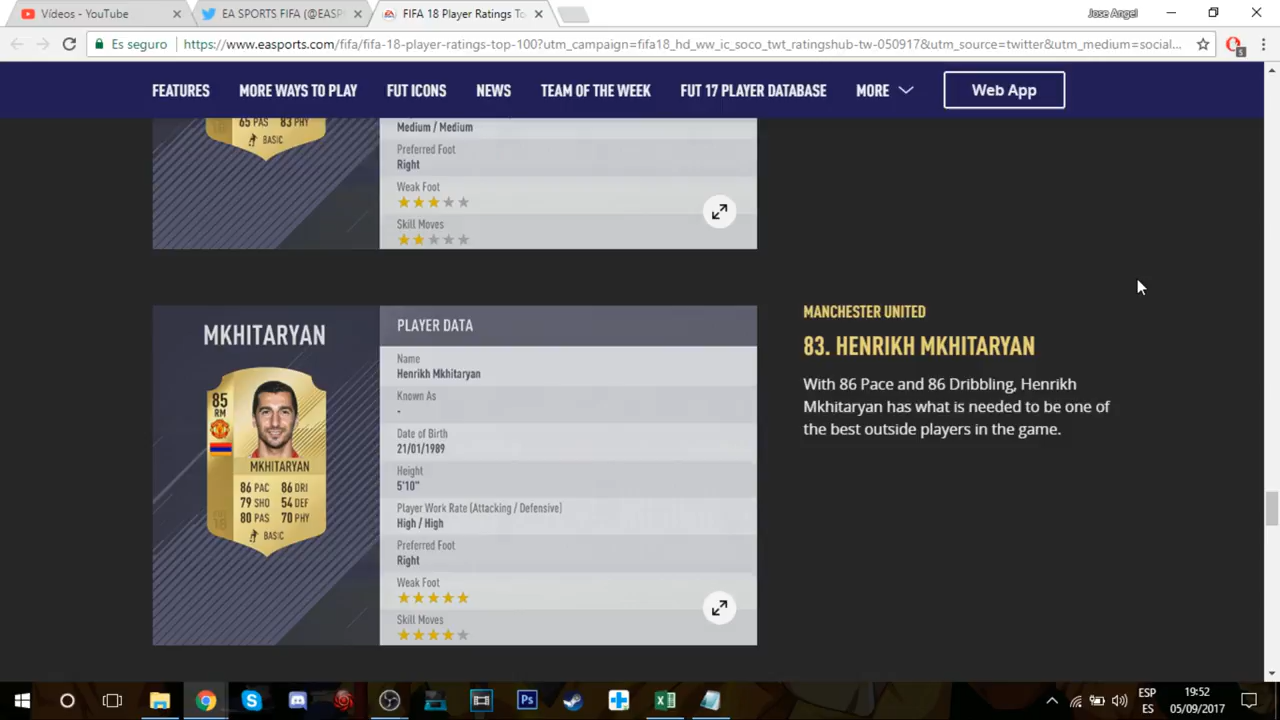 Vídeos - YouTube
EA SPORTS FIFA (@EASP
FIFA 18 Player Ratings To
Jose Angel
Es seguro
https://www.easports.com/fifa/fifa-18-player-ratings-top-100?utm_campaign=fifa18_hd_ww_ic_soco_twt_ratingshub-tw-050917&utm_source=twitter&utm_medium=social...
5
FEATURES
MORE WAYS TO PLAY
FUT ICONS
NEWS
TEAM OF THE WEEK
FUT 17 PLAYER DATABASE
MORE
Web App
65 PAS 83 PHY
BASIC
Medium / Medium
Preferred Foot
Right
Weak Foot
Skill Moves
MKHITARYAN
85
RM
MKHITARYAN
86 PAC 86 DRI
79 SHO 54 DEF
80 PAS 70 PHY
BASIC
PLAYER DATA
Name
Henrikh Mkhitaryan
Known As
-
Date of Birth
21/01/1989
Height
5'10"
Player Work Rate (Attacking / Defensive)
High / High
Preferred Foot
Right
Weak Foot
Skill Moves
MANCHESTER UNITED
83. HENRIKH MKHITARYAN
With 86 Pace and 86 Dribbling, Henrikh
Mkhitaryan has what is needed to be one of
the best outside players in the game.
Ps
ESP
ES
19:52
05/09/2017